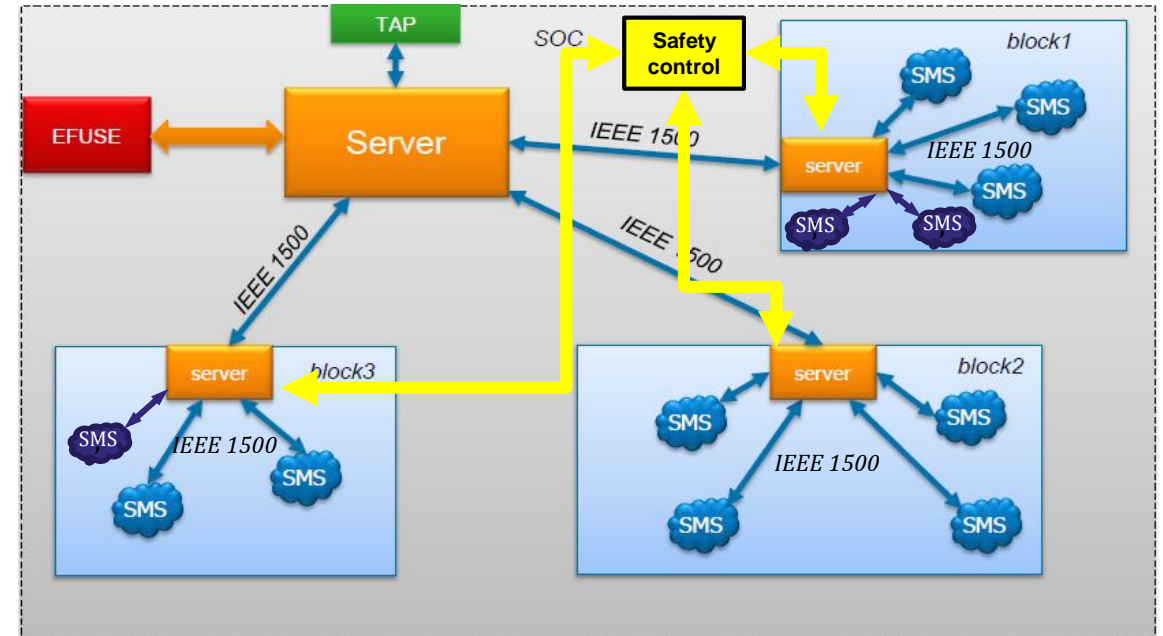 TAP
SOC
Safety
control
block1
SMS
SMS
EFUSE
Server
IEEE 1500
IEEE 1500
server
SMS
SMS
SMS
IEEE 1500
IEEE 1500
server
block3
server
block2
SMS
SMS
SMS
IEEE 1500
IEEE 1500
SMS
SMS
SMS
SMS